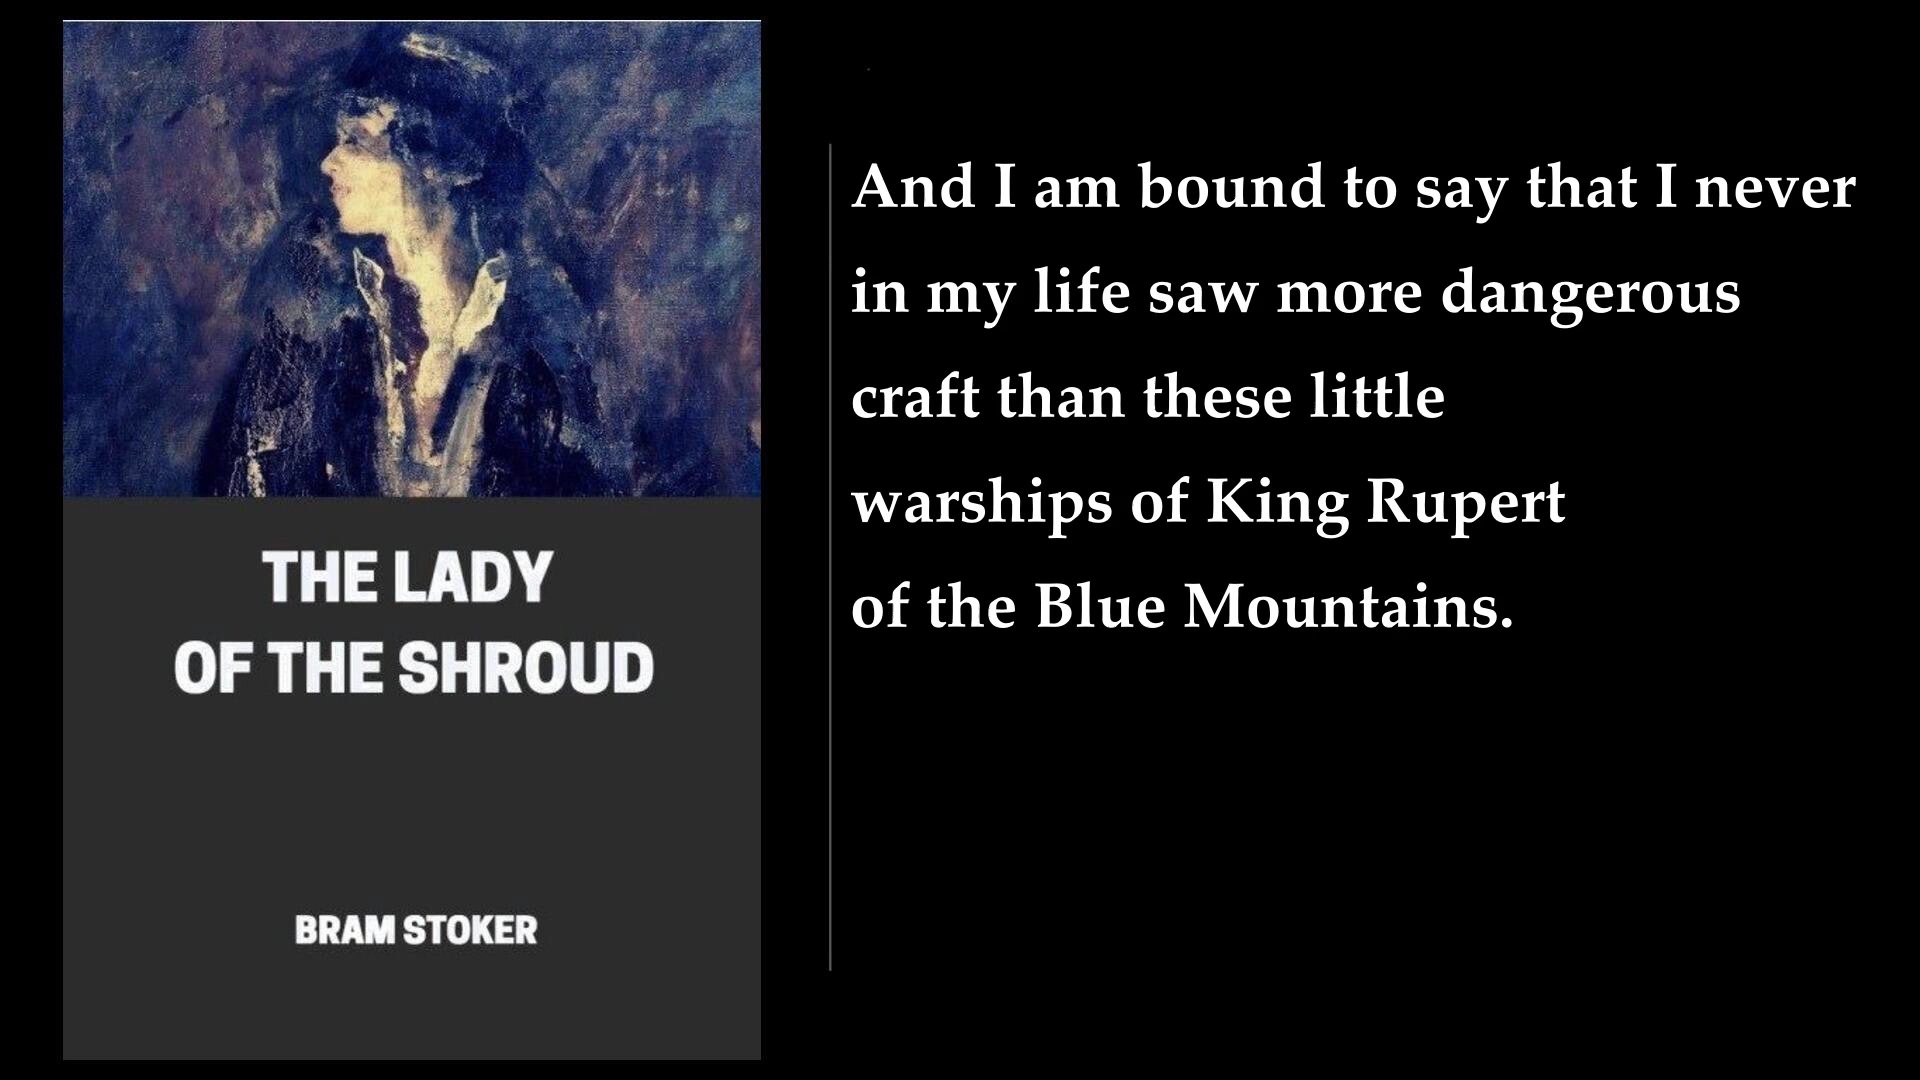 THE LADY
OF THE SHROUD
BRAM STOKER
And I am bound to say that I never
in my life saw more dangerous
craft than these little
warships of King Rupert
of the Blue Mountains.